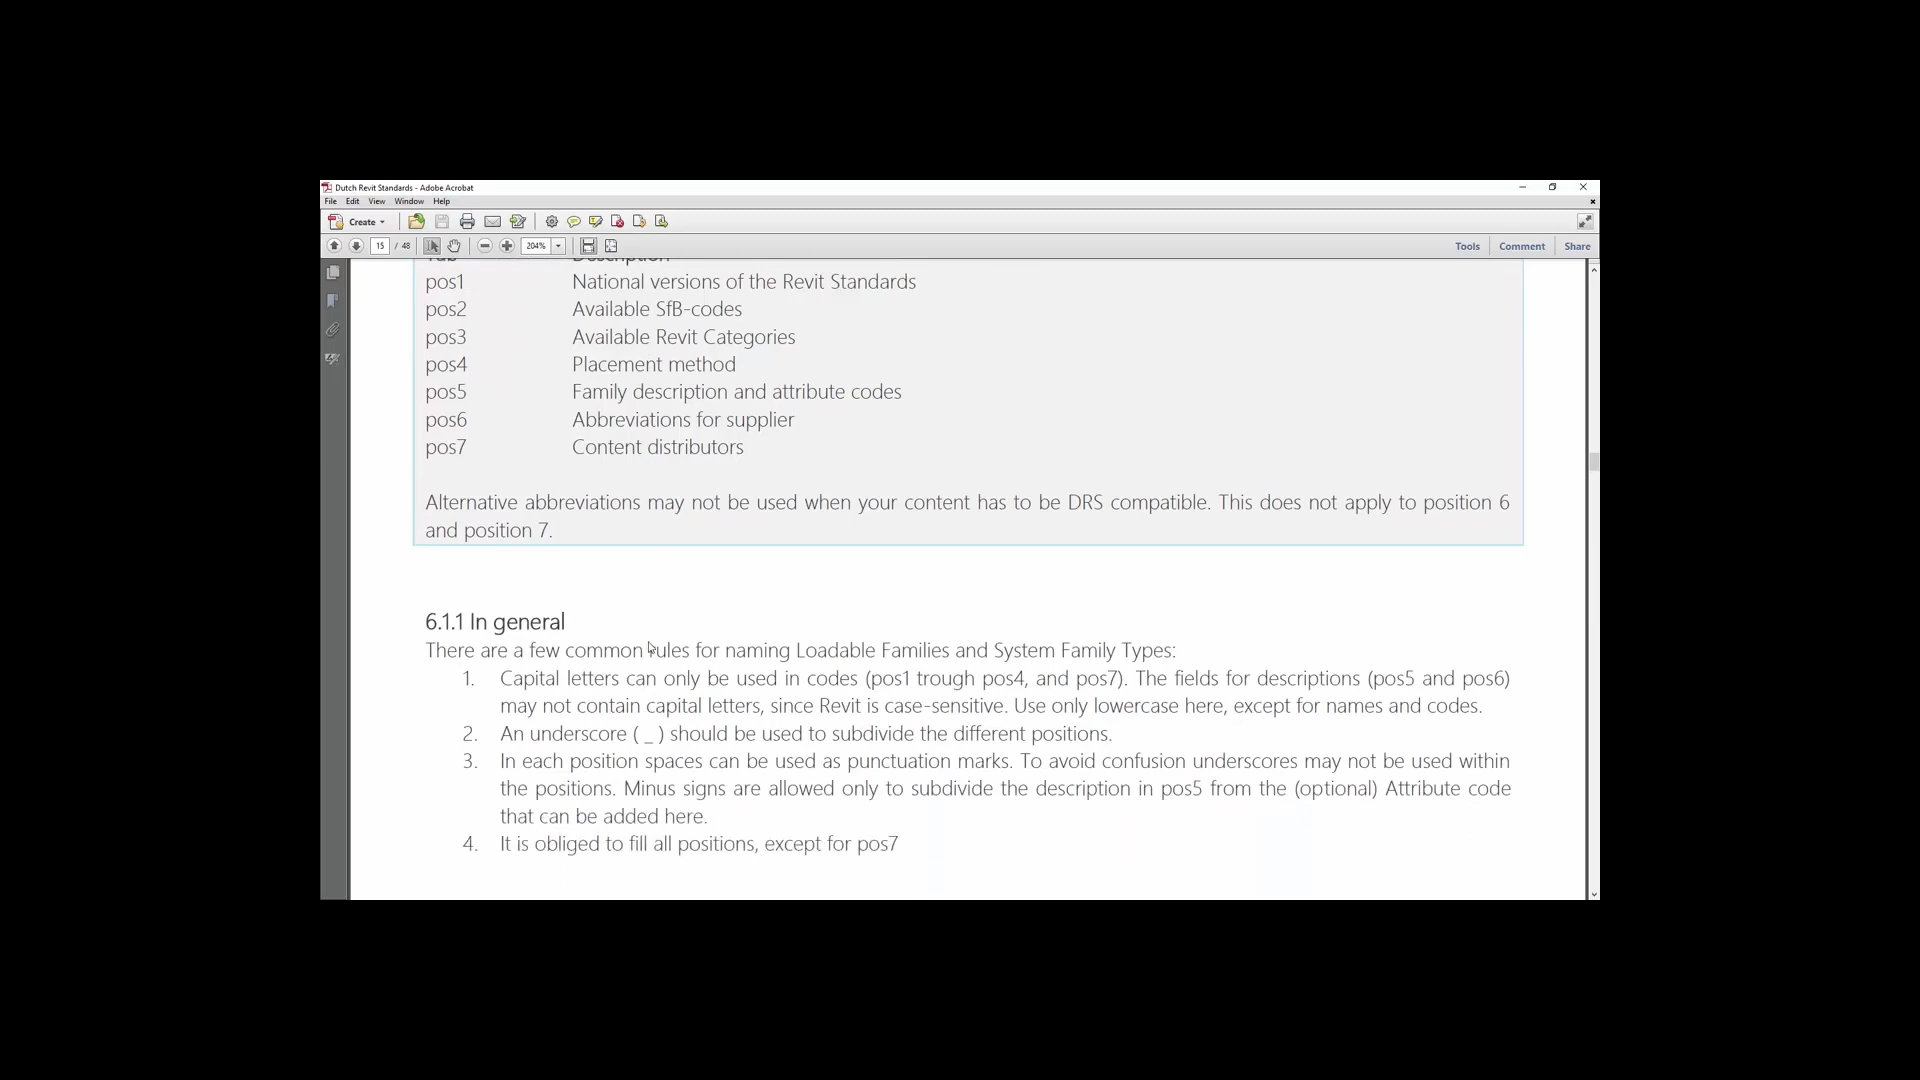 Dutch Revit Standards - Adobe Acrobat
File Edit View Window Help
Create
15 / 48 204% Tools Comment Share
Tab Description
pos1 National versions of the Revit Standards
pos2 Available SfB-codes
pos3 Available Revit Categories
pos4 Placement method
pos5 Family description and attribute codes
pos6 Abbreviations for supplier
pos7 Content distributors
Alternative abbreviations may not be used when your content has to be DRS compatible. This does not apply to position 6
and position 7.
6.1.1 In general
There are a few common rules for naming Loadable Families and System Family Types:
1. Capital letters can only be used in codes (pos1 trough pos4, and pos7). The fields for descriptions (pos5 and pos6)
may not contain capital letters, since Revit is case-sensitive. Use only lowercase here, except for names and codes.
2. An underscore ( _ ) should be used to subdivide the different positions.
3. In each position spaces can be used as punctuation marks. To avoid confusion underscores may not be used within
the positions. Minus signs are allowed only to subdivide the description in pos5 from the (optional) Attribute code
that can be added here.
4. It is obliged to fill all positions, except for pos7